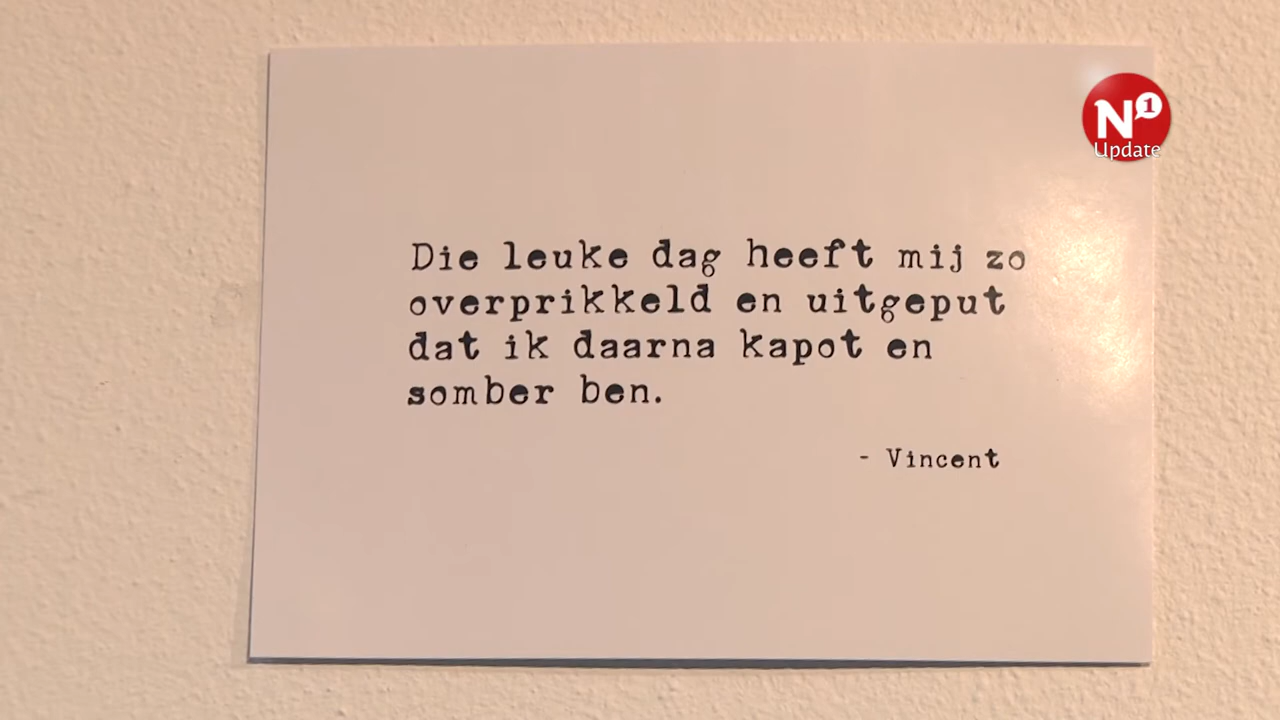 N1
Update
Die leuke dag heeft mij zo
overprikkeld en uitgeput
dat ik daarna kapot en
somber ben.
- Vincent